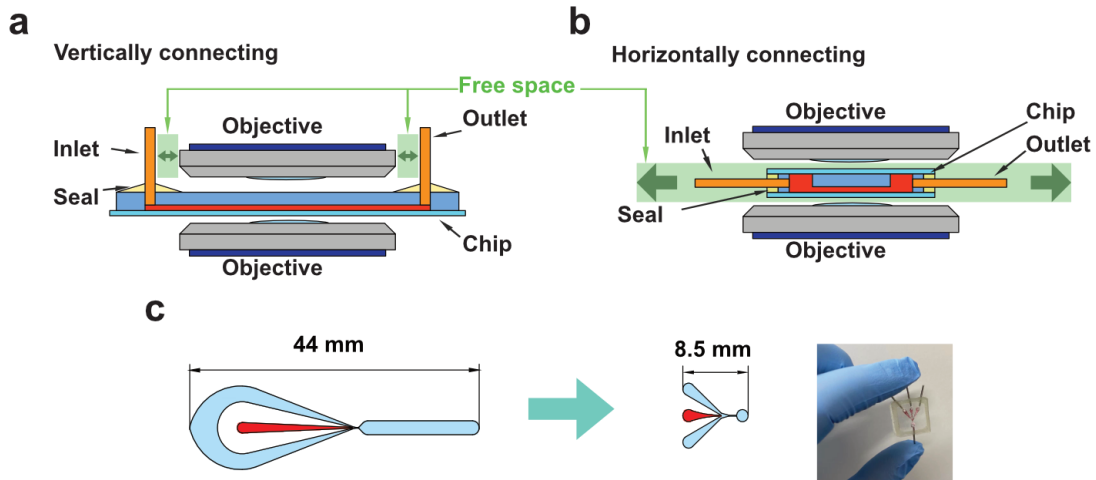 a
Vertically connecting
b
Horizontally connecting
Free space
Objective
Outlet
Inlet
Seal
Chip
Objective
Objective
Chip
Inlet
Outlet
Seal
Objective
c
44 mm
8.5 mm